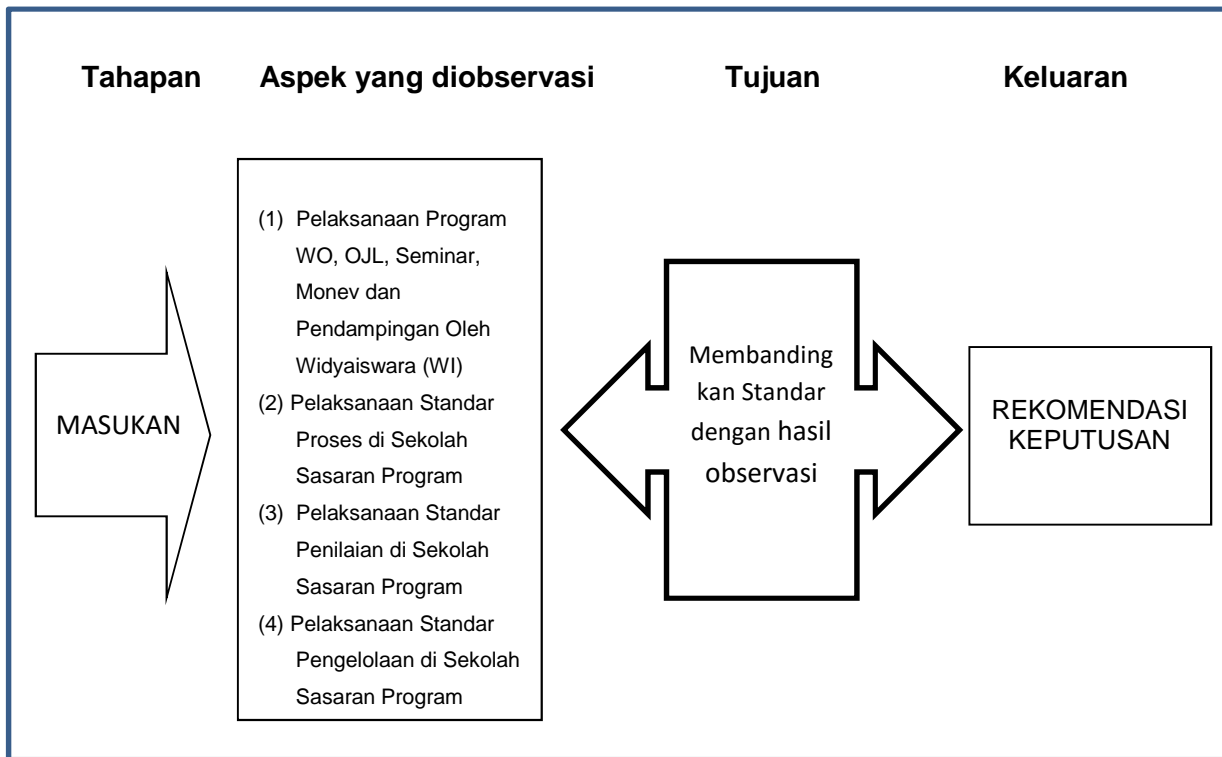 Tahapan Aspek yang diobservasi Tujuan Keluaran
MASUKAN
(1) Pelaksanaan Program
WO, OJL, Seminar,
Monev dan
Pendampingan Oleh
Widyaiswara (WI)
(2) Pelaksanaan Standar
Proses di Sekolah
Sasaran Program
(3) Pelaksanaan Standar
Penilaian di Sekolah
Sasaran Program
(4) Pelaksanaan Standar
Pengelolaan di Sekolah
Sasaran Program
Membanding
kan Standar
dengan hasil
observasi
REKOMENDASI
KEPUTUSAN